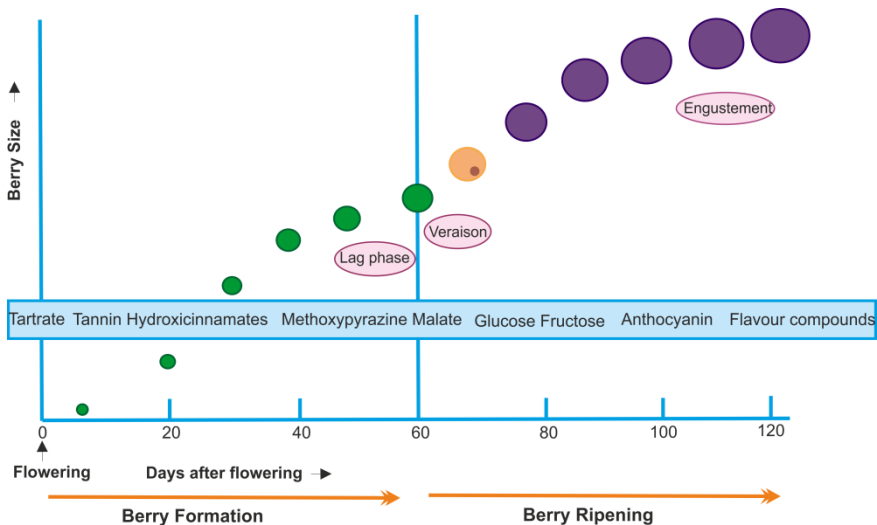 Engustement
Berry Size
Veraison
Lag phase
Tartrate Tannin Hydroxicinnamates Methoxypyrazine Malate Glucose Fructose Anthocyanin Flavour compounds
0 20 40 60 80 100 120
Flowering Days after flowering
Berry Formation Berry Ripening